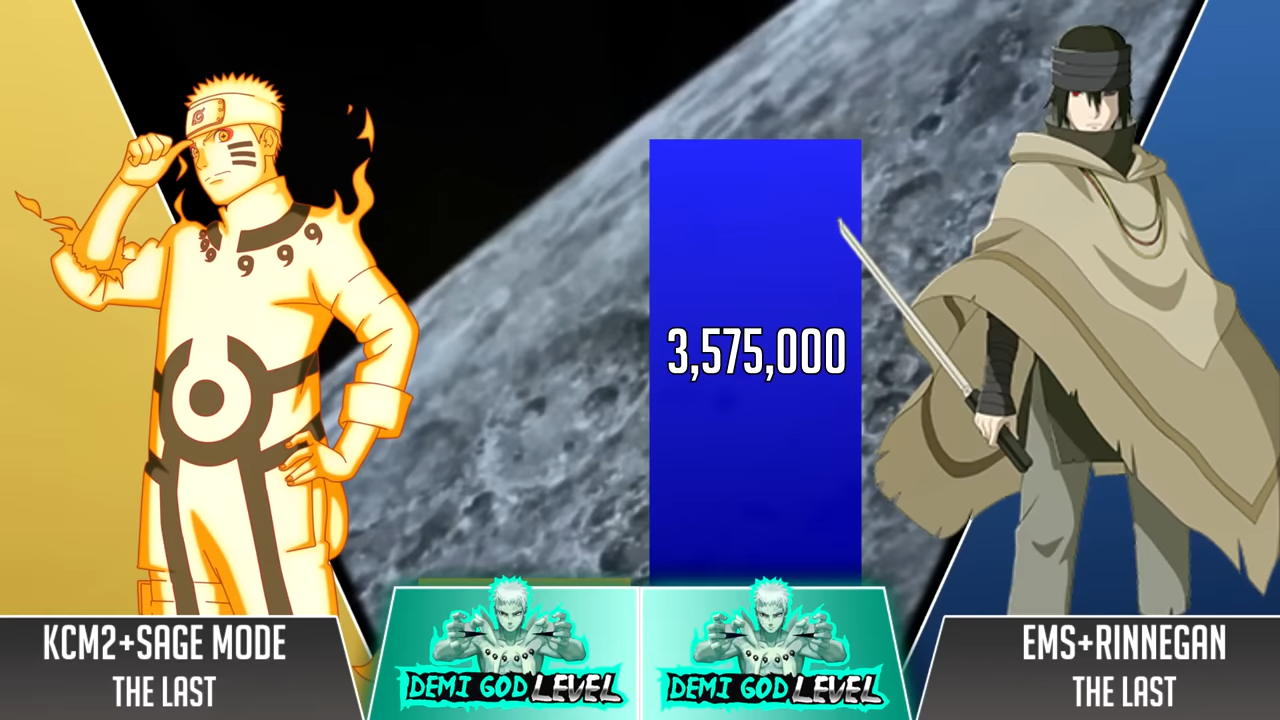 3,575,000
KCM2+SAGE MODE
THE LAST
DEMI GOD LEVEL
DEMI GOD LEVEL
EMS+RINNEGAN
THE LAST